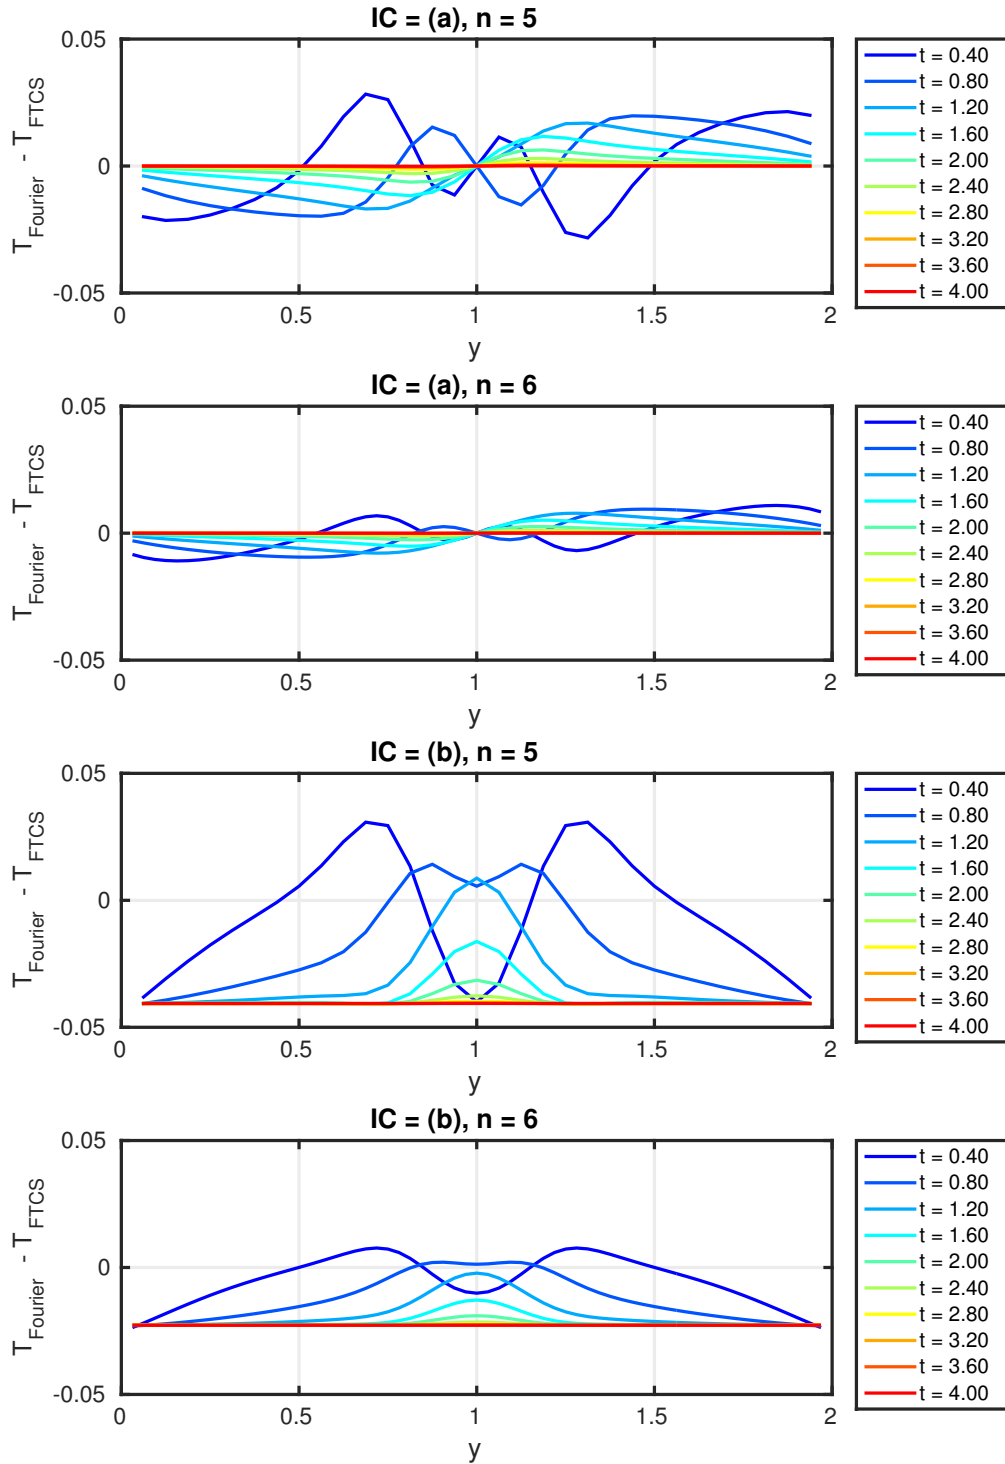 IC = (a), n = 5
0.05
0
-0.05
T_Fourier - T_FTCS
0 0.5 1 1.5 2
y
t = 0.40
t = 0.80
t = 1.20
t = 1.60
t = 2.00
t = 2.40
t = 2.80
t = 3.20
t = 3.60
t = 4.00
IC = (a), n = 6
0.05
0
-0.05
T_Fourier - T_FTCS
0 0.5 1 1.5 2
y
t = 0.40
t = 0.80
t = 1.20
t = 1.60
t = 2.00
t = 2.40
t = 2.80
t = 3.20
t = 3.60
t = 4.00
IC = (b), n = 5
0.05
0
-0.05
T_Fourier - T_FTCS
0 0.5 1 1.5 2
y
t = 0.40
t = 0.80
t = 1.20
t = 1.60
t = 2.00
t = 2.40
t = 2.80
t = 3.20
t = 3.60
t = 4.00
IC = (b), n = 6
0.05
0
-0.05
T_Fourier - T_FTCS
0 0.5 1 1.5 2
y
t = 0.40
t = 0.80
t = 1.20
t = 1.60
t = 2.00
t = 2.40
t = 2.80
t = 3.20
t = 3.60
t = 4.00